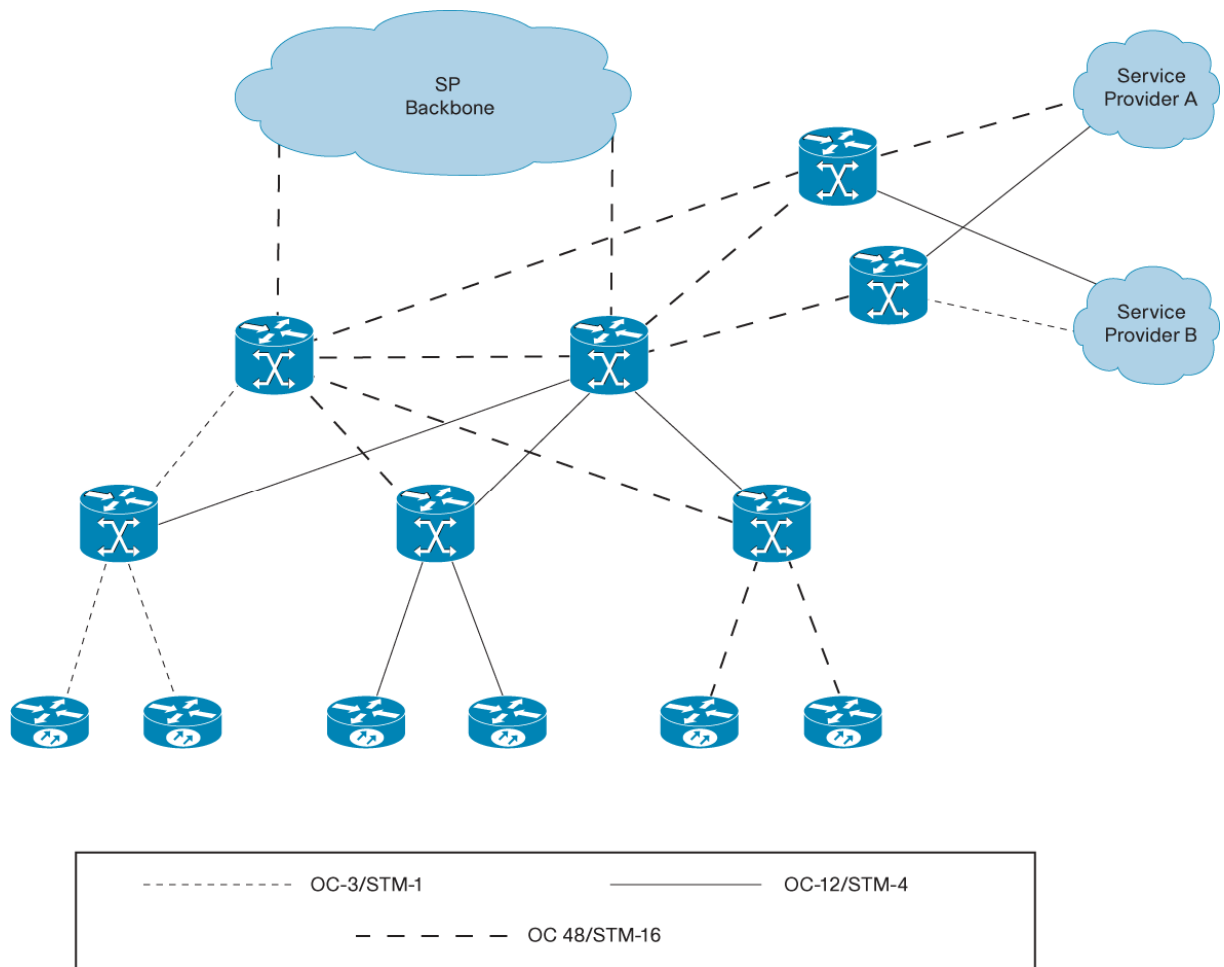 SP
Backbone
Service
Provider A
Service
Provider B
OC-3/STM-1
OC-12/STM-4
OC 48/STM-16